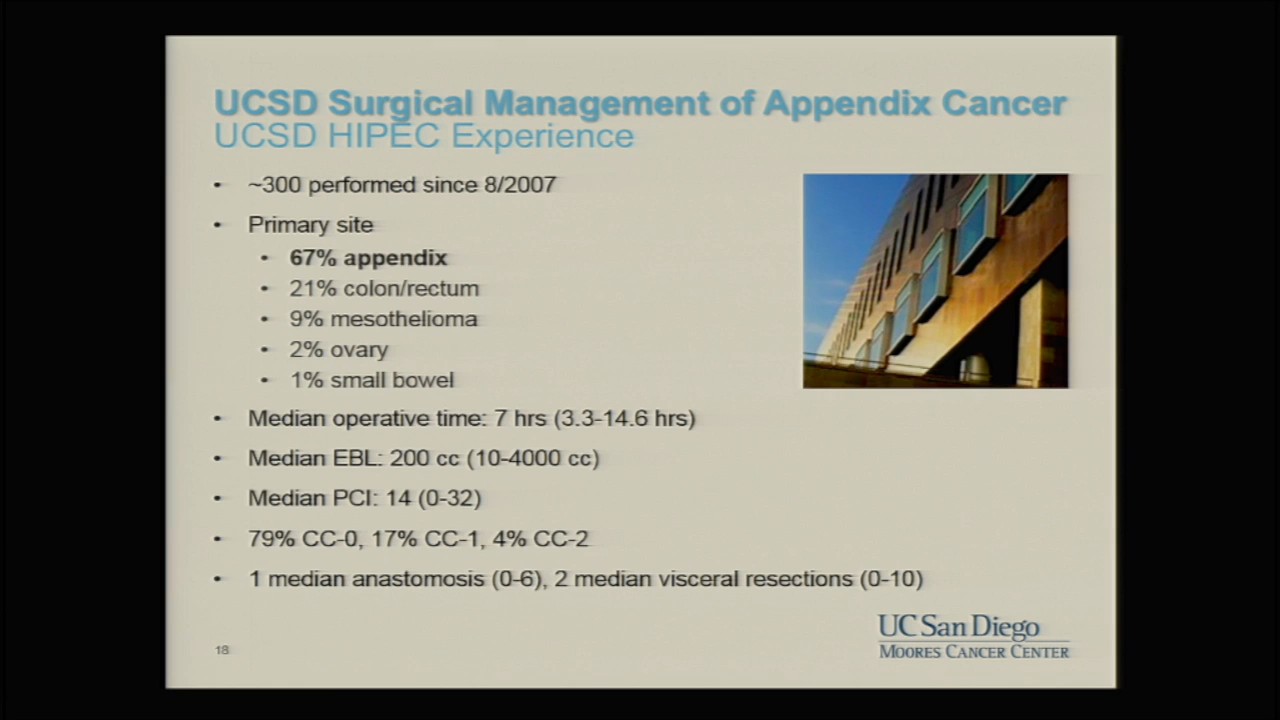 UCSD Surgical Management of Appendix Cancer
UCSD HIPEC Experience
• ~300 performed since 8/2007
• Primary site
• 67% appendix
• 21% colon/rectum
• 9% mesothelioma
• 2% ovary
• 1% small bowel
• Median operative time: 7 hrs (3.3-14.6 hrs)
• Median EBL: 200 cc (10-4000 cc)
• Median PCI: 14 (0-32)
• 79% CC-0, 17% CC-1, 4% CC-2
• 1 median anastomosis (0-6), 2 median visceral resections (0-10)
UC San Diego
MOORES CANCER CENTER
18